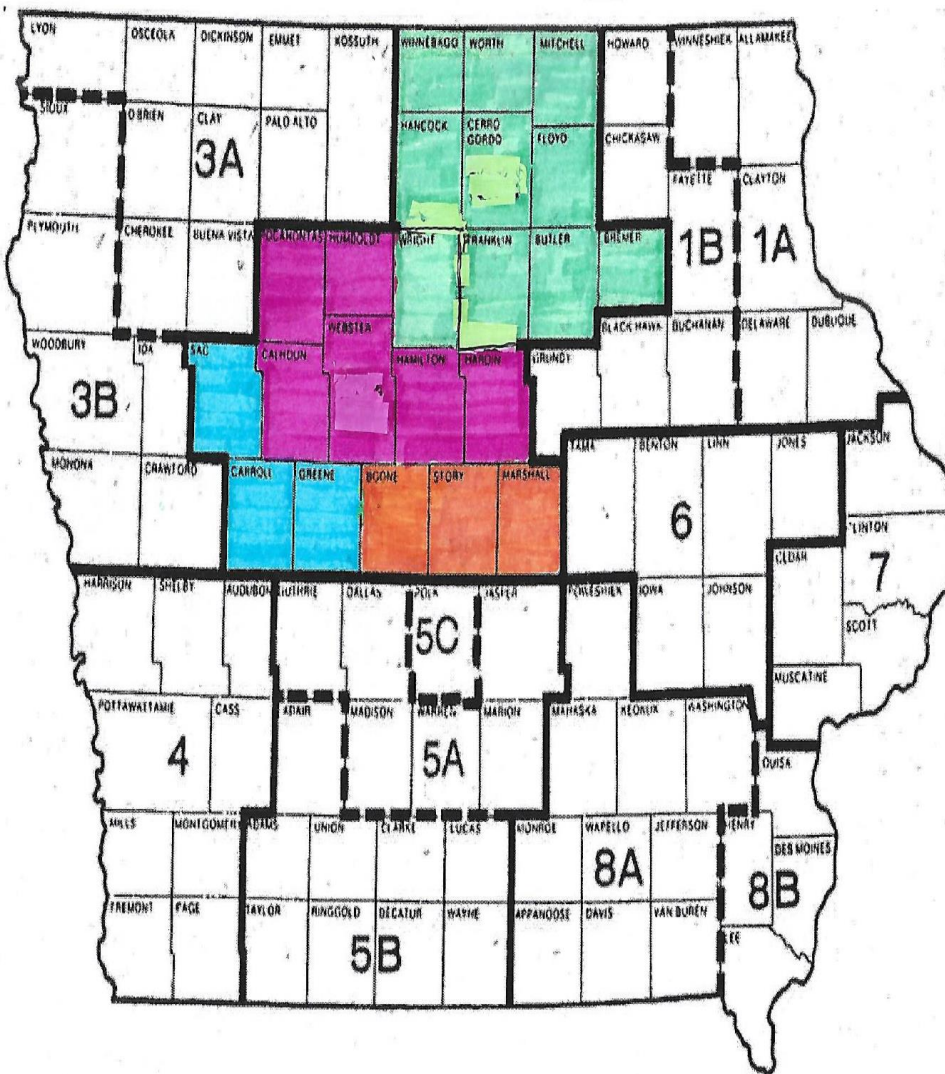 LYON OSCEOLA DICKINSON EMMET KOSSUTH WINNEBAGO WORTH MITCHELL HOWARD WINNESHIEK ALLAMAKEE
SIOUX O'BRIEN CLAY PALO ALTO HANCOCK CERRO GORDO FLOYD CHICKASAW
3A
FAYETTE CLAYTON
PLYMOUTH CHEROKEE BUENA VISTA POCAHONTAS HUMBOLDT WRIGHT FRANKLIN BUTLER BREMER
1B 1A
WEBSTER
BLACK HAWK BUCHANAN DELAWARE DUBUQUE
WOODBURY IDA SAC CALHOUN HAMILTON HARDIN GRUNDY
3B
TAMA BENTON LINN JONES JACKSON
MONONA CRAWFORD CARROLL GREENE BOONE STORY MARSHALL
6
CLINTON
CEDAR
7
HARRISON SHELBY AUDUBON GUTHRIE DALLAS POLK JASPER POWESHIEK IOWA JOHNSON
5C
SCOTT
MUSCATINE
POTTAWATTAMIE CASS ADAIR MADISON WARREN MARION MAHASKA KEOKUK WASHINGTON
4 5A
OUISA
MILLS MONTGOMERY ADAMS UNION CLARKE LUCAS MONROE WAPELLO JEFFERSON HENRY
DES MOINES
8A 8B
FREMONT PAGE TAYLOR RINGGOLD DECATUR WAYNE APPANOOSE DAVIS VAN BUREN
LEE
5B